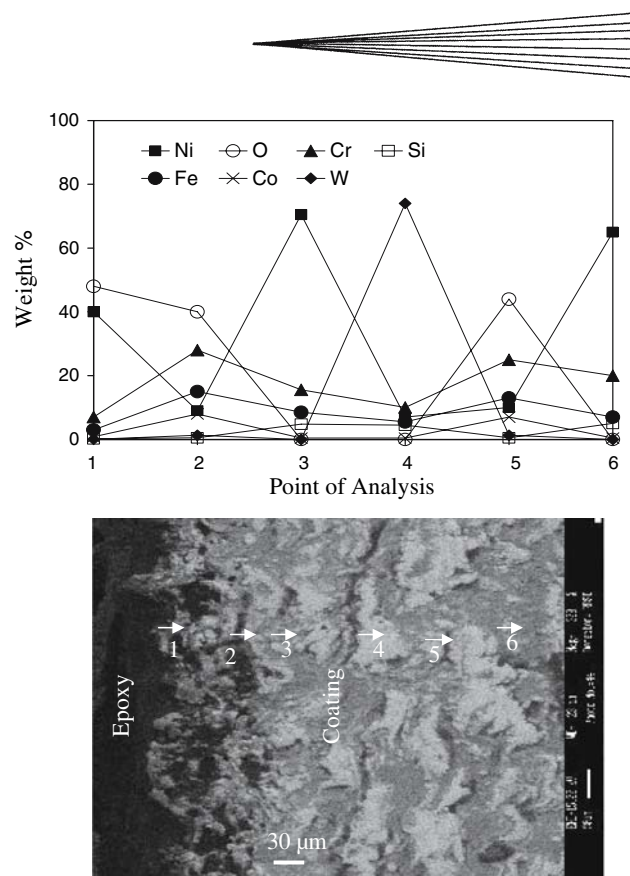 100
80
60
40
20
0
Weight %
Ni O Cr Si
Fe Co W
1 2 3 4 5 6
Point of Analysis
1 2 3 4 5 6
Epoxy
Coating
30 µm